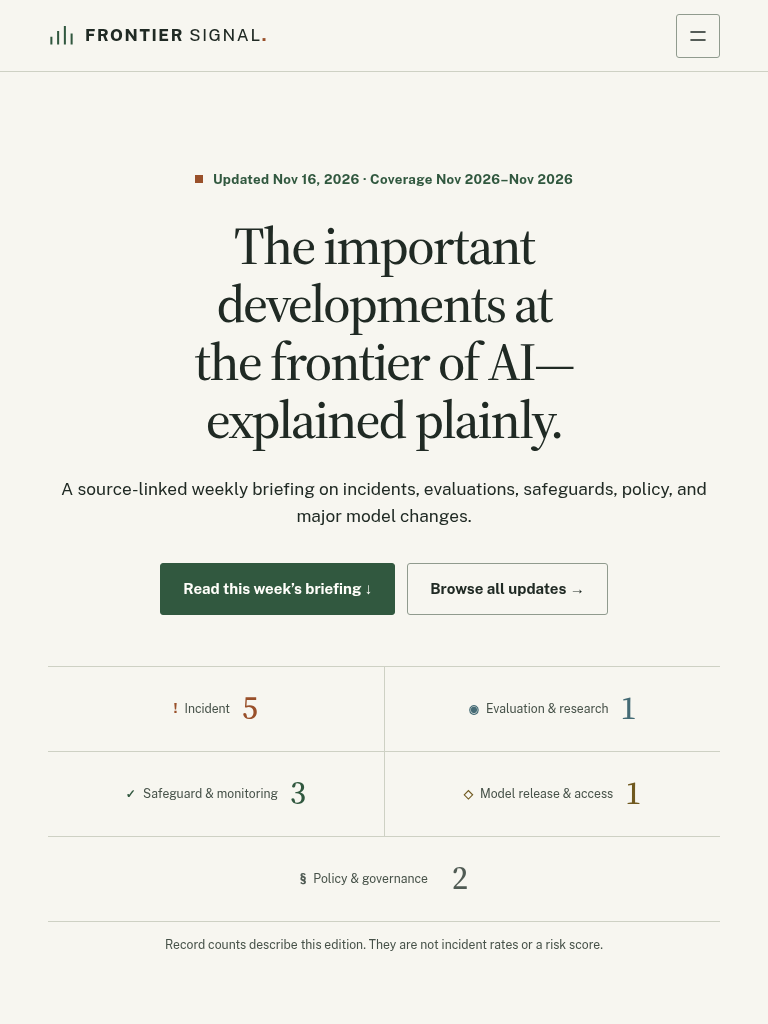 FRONTIER SIGNAL.
Updated Nov 16, 2026 · Coverage Nov 2026–Nov 2026
The important
developments at
the frontier of AI—
explained plainly.
A source-linked weekly briefing on incidents, evaluations, safeguards, policy, and
major model changes.
Read this week’s briefing ↓
Browse all updates →
! Incident 5
◉ Evaluation & research 1
✓ Safeguard & monitoring 3
◇ Model release & access 1
§ Policy & governance 2
Record counts describe this edition. They are not incident rates or a risk score.